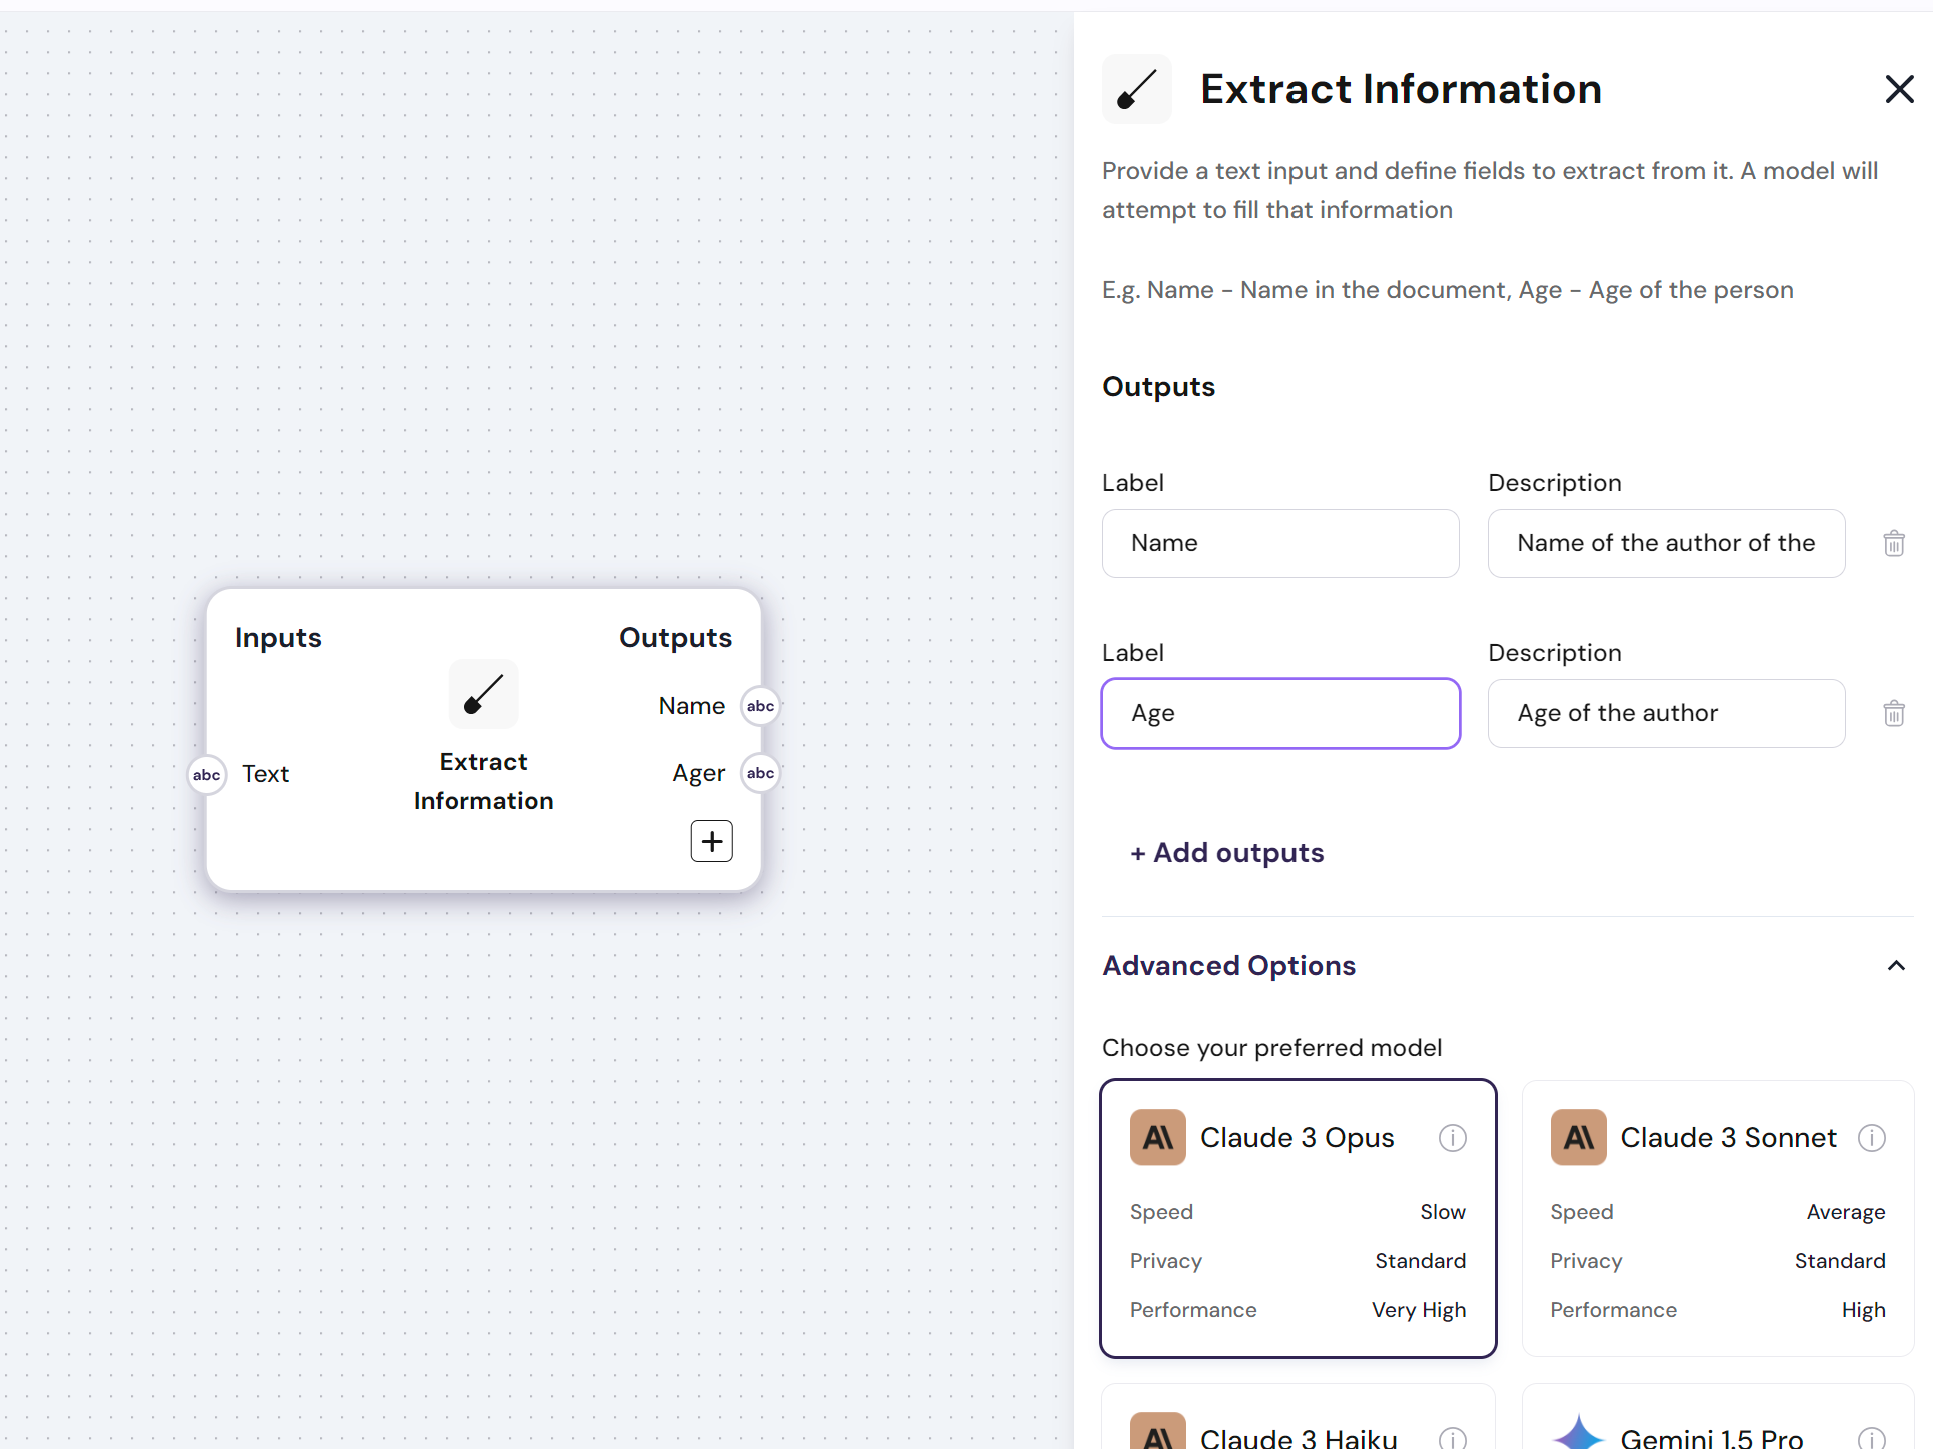 Extract Information
Provide a text input and define fields to extract from it. A model will
attempt to fill that information
E.g. Name - Name in the document, Age - Age of the person
Outputs
Label
Description
Name
Name of the author of the
Label
Description
Age
Age of the author
+ Add outputs
Advanced Options
Choose your preferred model
Claude 3 Opus
Speed
Slow
Privacy
Standard
Performance
Very High
Claude 3 Sonnet
Speed
Average
Privacy
Standard
Performance
High
Claude 3 Haiku
Gemini 1.5 Pro
Inputs
Outputs
Name
abc
abc
Text
Extract
Information
Ager
abc